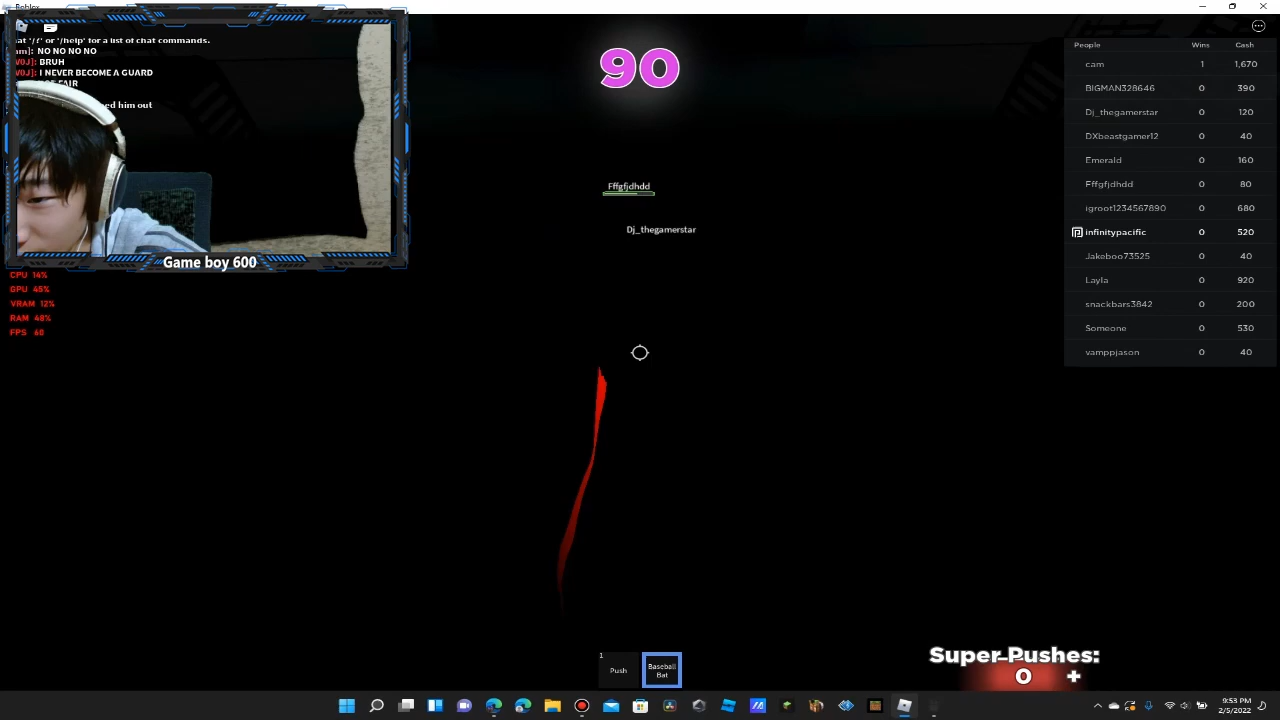 Roblox
hat '/?' or '/help' for a list of chat commands.
am]: NO NO NO NO
V0J]: BRUH
V0J]: I NEVER BECOME A GUARD
FAIR
him out
Game boy 600
CPU 14%
GPU 45%
VRAM 12%
RAM 48%
FPS 60
90
Fffgfjdhdd
Dj_thegamerstar
People Wins Cash
cam 1 1,670
BIGMAN328646 0 390
Dj_thegamerstar 0 120
DXbeastgamer12 0 40
Emerald 0 160
Fffgfjdhdd 0 80
igroot1234567890 0 680
infinitypacific 0 520
Jakeboo73525 0 40
Layla 0 920
snackbars3842 0 200
Someone 0 530
vamppjason 0 40
1
Push
Baseball
Bat
Super Pushes:
0 +
9:53 PM
2/5/2022